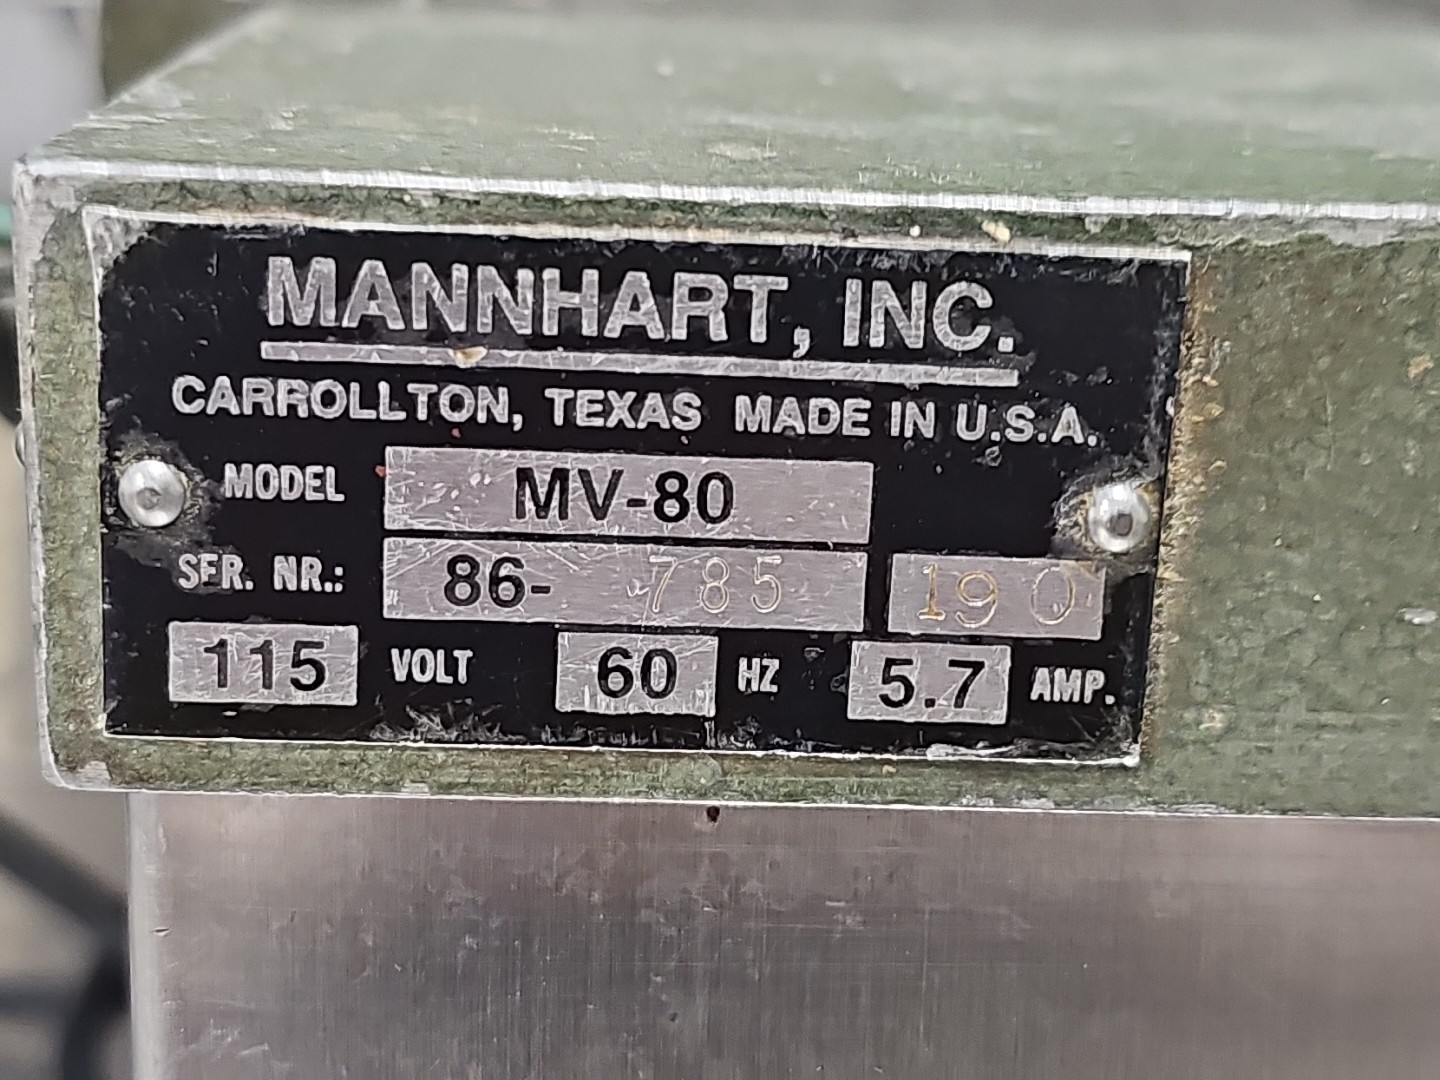 MANNHART, INC.
CARROLLTON, TEXAS MADE IN U.S.A.
MODEL MV-80
SER. NR.: 86- 785 190
115 VOLT 60 HZ 5.7 AMP.